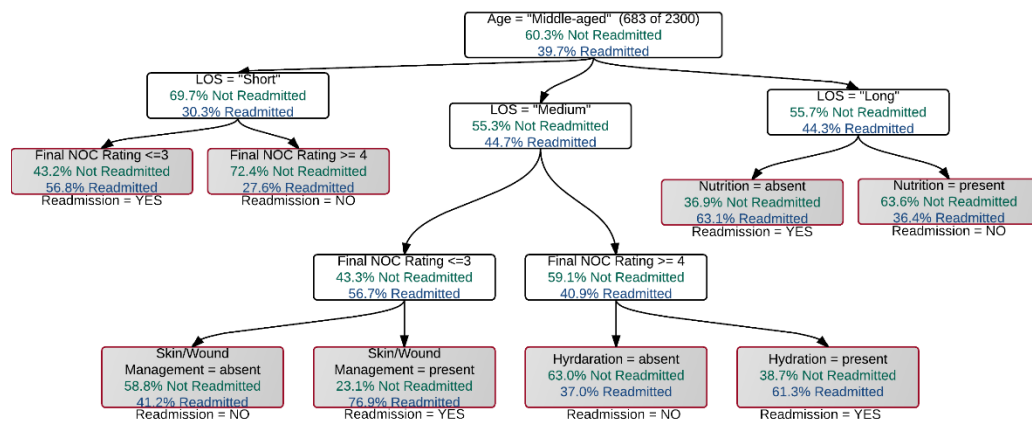 Age = "Middle-aged" (683 of 2300)
60.3% Not Readmitted
39.7% Readmitted
LOS = "Short"
69.7% Not Readmitted
30.3% Readmitted
LOS = "Medium"
55.3% Not Readmitted
44.7% Readmitted
LOS = "Long"
55.7% Not Readmitted
44.3% Readmitted
Final NOC Rating <=3
43.2% Not Readmitted
56.8% Readmitted
Readmission = YES
Final NOC Rating >= 4
72.4% Not Readmitted
27.6% Readmitted
Readmission = NO
Nutrition = absent
36.9% Not Readmitted
63.1% Readmitted
Readmission = YES
Nutrition = present
63.6% Not Readmitted
36.4% Readmitted
Readmission = NO
Final NOC Rating <=3
43.3% Not Readmitted
56.7% Readmitted
Final NOC Rating >= 4
59.1% Not Readmitted
40.9% Readmitted
Skin/Wound
Management = absent
58.8% Not Readmitted
41.2% Readmitted
Readmission = NO
Skin/Wound
Management = present
23.1% Not Readmitted
76.9% Readmitted
Readmission = YES
Hyrdaration = absent
63.0% Not Readmitted
37.0% Readmitted
Readmission = NO
Hydration = present
38.7% Not Readmitted
61.3% Readmitted
Readmission = YES